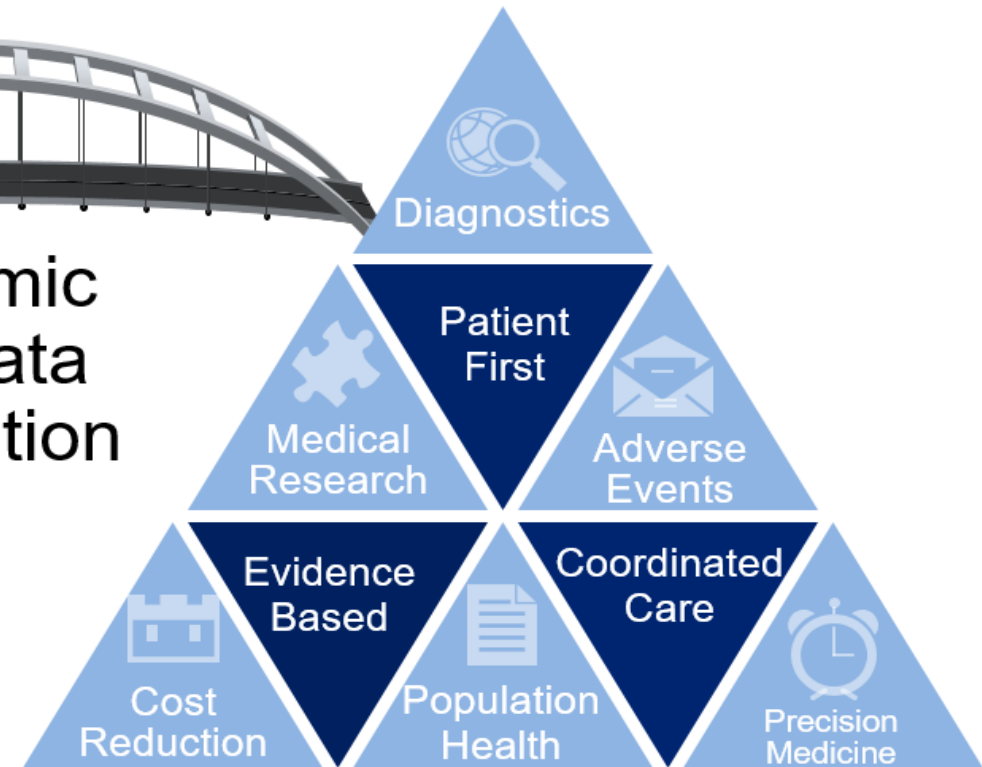 Diagnostics
mic
ata
tion
Patient
First
Medical
Research
Adverse
Events
Evidence
Based
Coordinated
Care
Cost
Reduction
Population
Health
Precision
Medicine